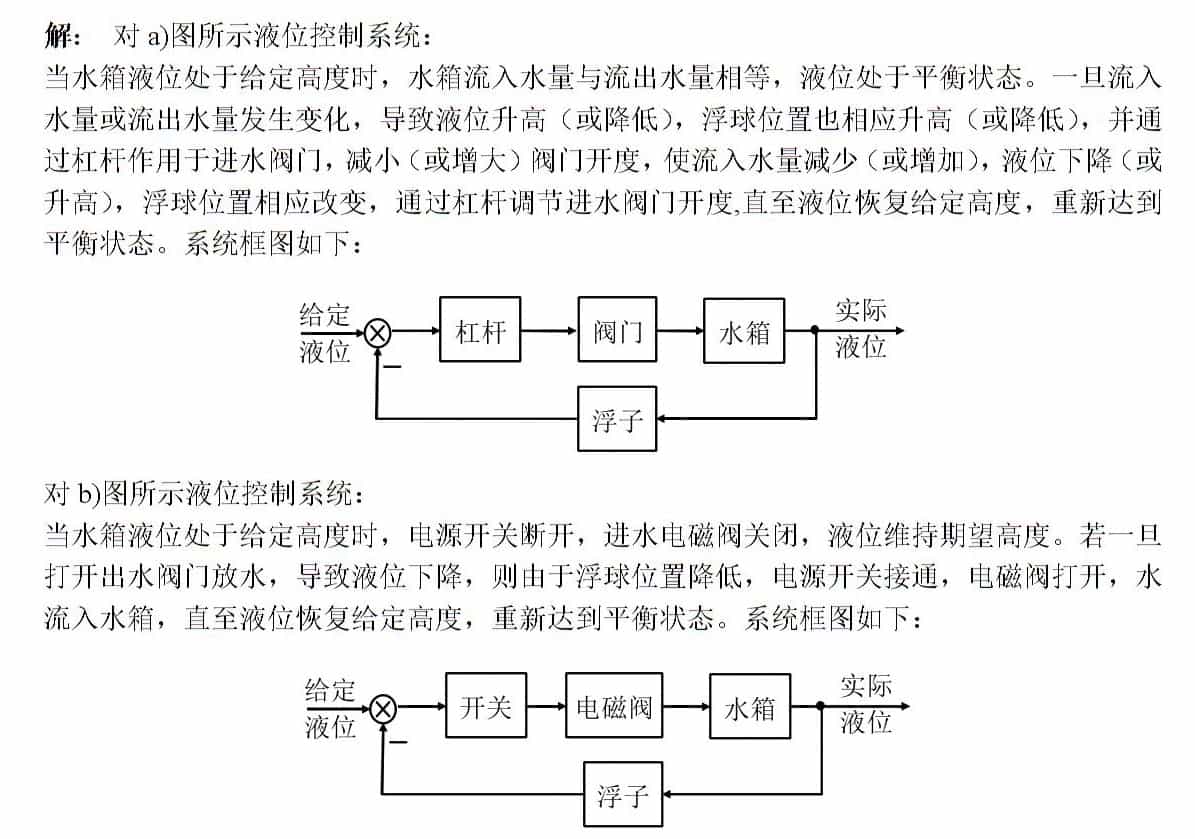 解： 对 a)图所示液位控制系统：
当水箱液位处于给定高度时，水箱流入水量与流出水量相等，液位处于平衡状态。一旦流入
水量或流出水量发生变化，导致液位升高（或降低），浮球位置也相应升高（或降低），并通
过杠杆作用于进水阀门，减小（或增大）阀门开度，使流入水量减少（或增加），液位下降（或
升高），浮球位置相应改变，通过杠杆调节进水阀门开度,直至液位恢复给定高度，重新达到
平衡状态。系统框图如下：
给定
液位
杠杆
阀门
水箱
实际
液位
浮子
对 b)图所示液位控制系统：
当水箱液位处于给定高度时，电源开关断开，进水电磁阀关闭，液位维持期望高度。若一旦
打开出水阀门放水，导致液位下降，则由于浮球位置降低，电源开关接通，电磁阀打开，水
流入水箱，直至液位恢复给定高度，重新达到平衡状态。系统框图如下：
给定
液位
开关
电磁阀
水箱
实际
液位
浮子